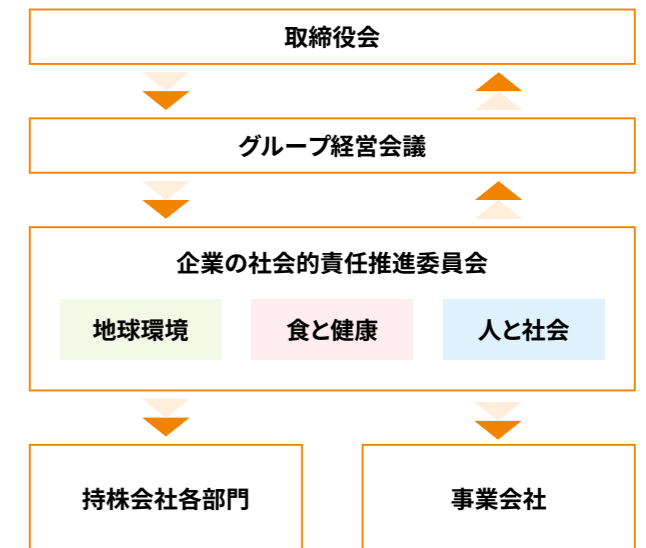 取締役会
グループ経営会議
企業の社会的責任推進委員会
地球環境
食と健康
人と社会
持株会社各部門
事業会社